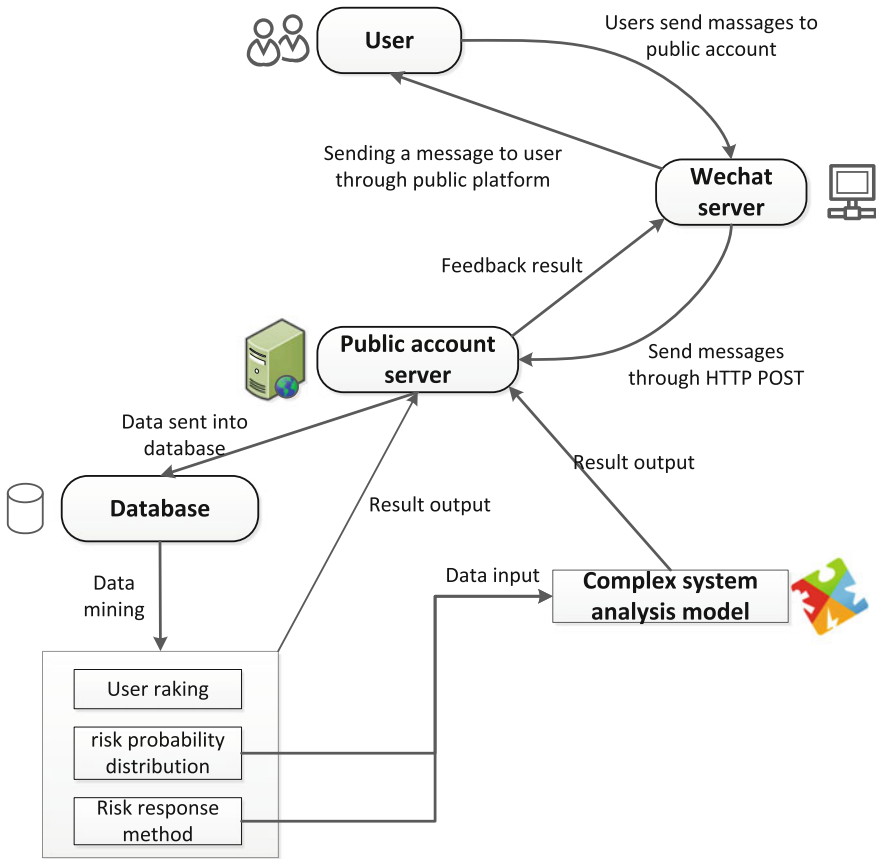 User
Users send massages to
public account
Sending a message to user
through public platform
Wechat
server
Feedback result
Public account
server
Send messages
through HTTP POST
Data sent into
database
Result output
Database
Result output
Data
mining
Data input
Complex system
analysis model
User raking
risk probability
distribution
Risk response
method